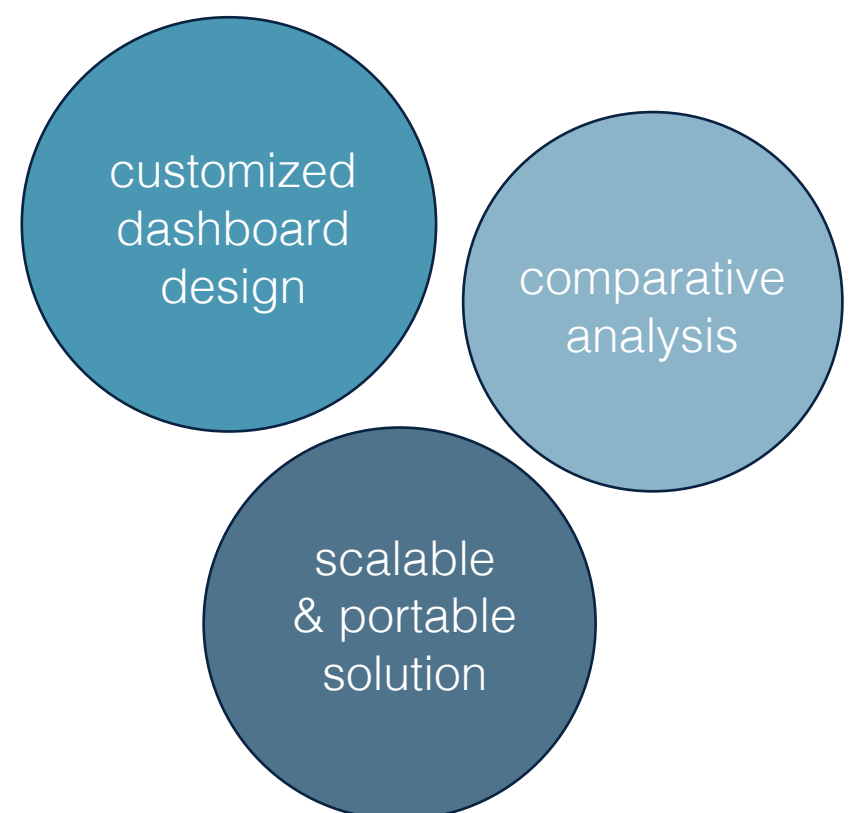 customized
dashboard
design
comparative
analysis
scalable
& portable
solution